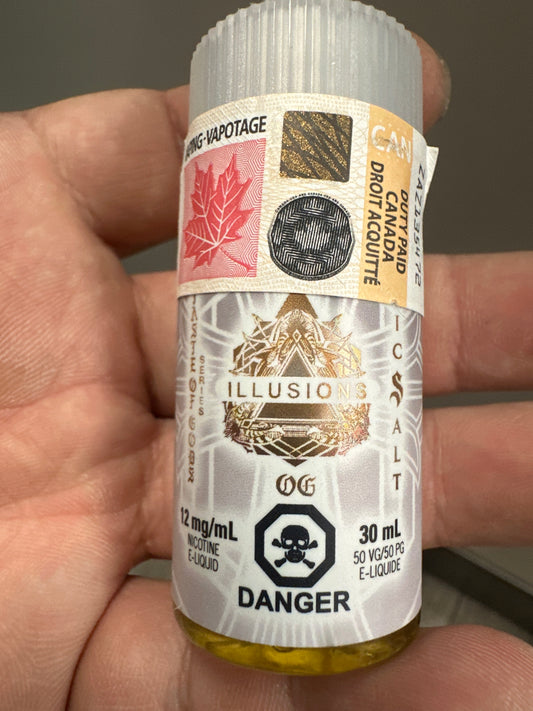 ING-VAPOTAGE
CAN
DUTY PAID
CANADA
DROIT ACQUITTÉ
SERIES
ILLUSIONS
IC SALT
OG
12 mg/mL
NICOTINE
E-LIQUID
30 mL
50 VG/50 PG
E-LIQUIDE
DANGER